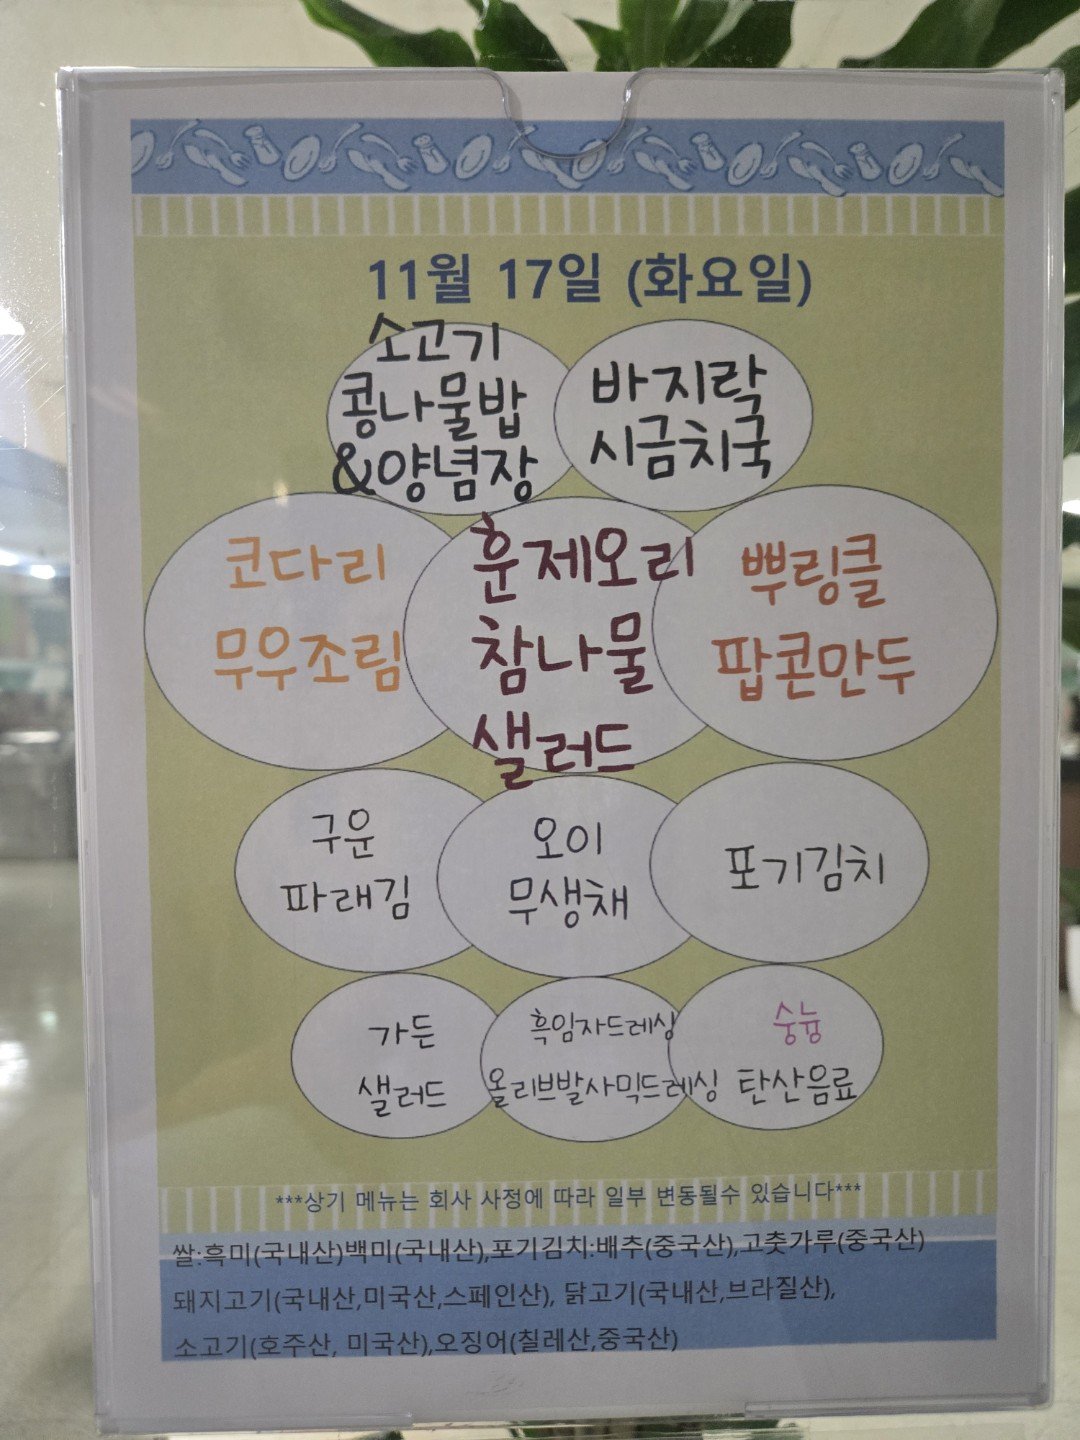 11월 17일 (화요일)
소고기
콩나물밥
&양념장
바지락
시금치국
코다리
무우조림
훈제오리
참나물
샐러드
뿌링클
팝콘만두
구운
파래김
오이
무생채
포기김치
가든
샐러드
흑임자드레싱
올리브발사믹드레싱
숭늉
탄산음료
***상기 메뉴는 회사 사정에 따라 일부 변동될수 있습니다***
쌀:흑미(국내산)백미(국내산),포기김치:배추(중국산),고춧가루(중국산)
돼지고기(국내산,미국산,스페인산), 닭고기(국내산,브라질산),
소고기(호주산, 미국산),오징어(칠레산,중국산)